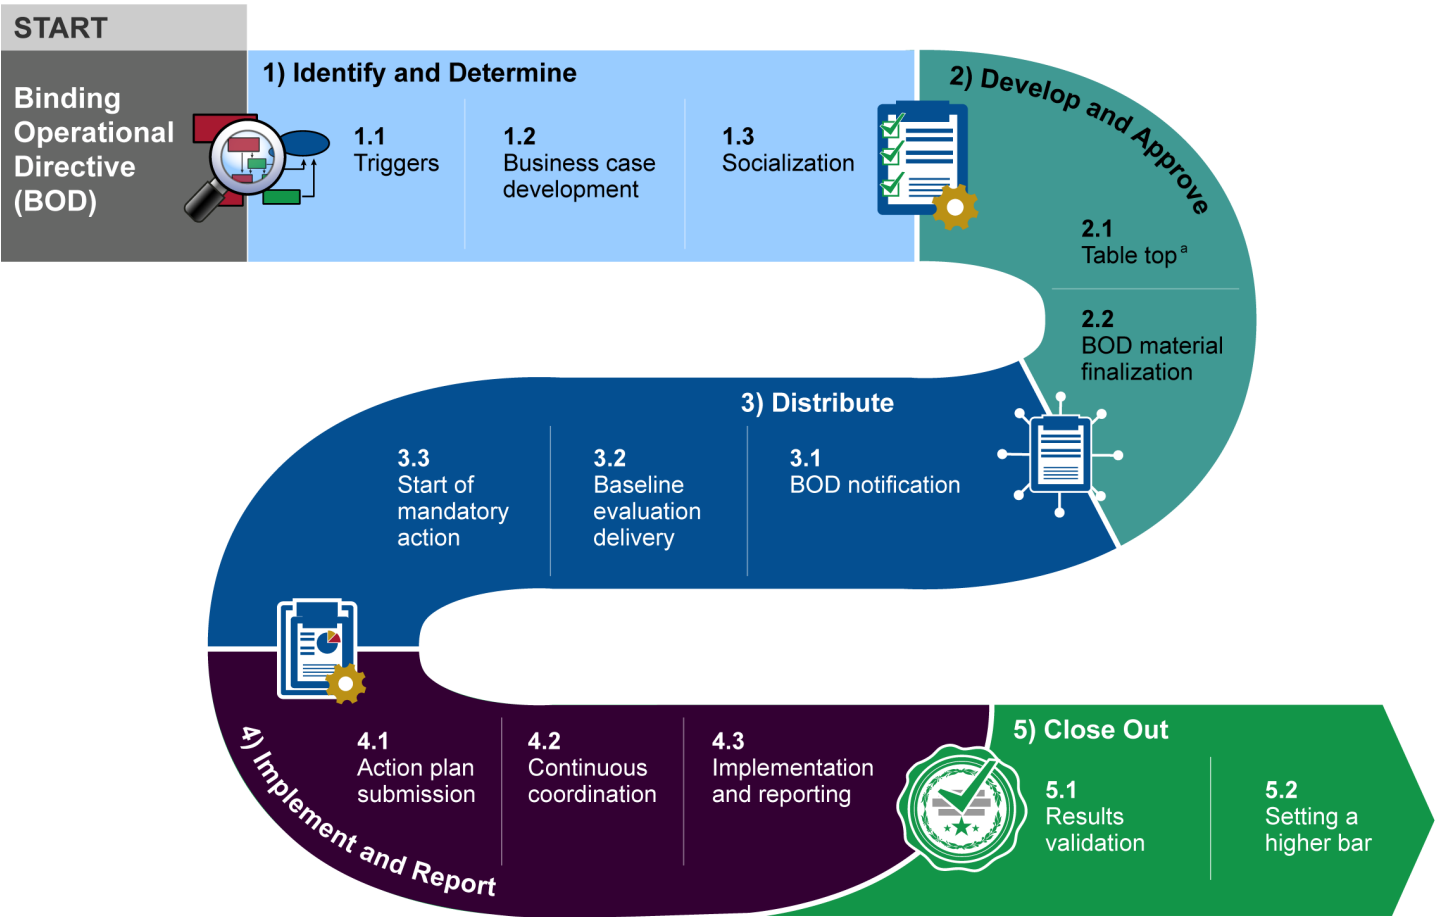 START
Binding
Operational
Directive
(BOD)
1) Identify and Determine
1.1
Triggers
1.2
Business case
development
1.3
Socialization
2) Develop and Approve
2.1
Table top a
2.2
BOD material
finalization
3) Distribute
3.1
BOD notification
3.2
Baseline
evaluation
delivery
3.3
Start of
mandatory
action
4) Implement and Report
4.1
Action plan
submission
4.2
Continuous
coordination
4.3
Implementation
and reporting
5) Close Out
5.1
Results
validation
5.2
Setting a
higher bar